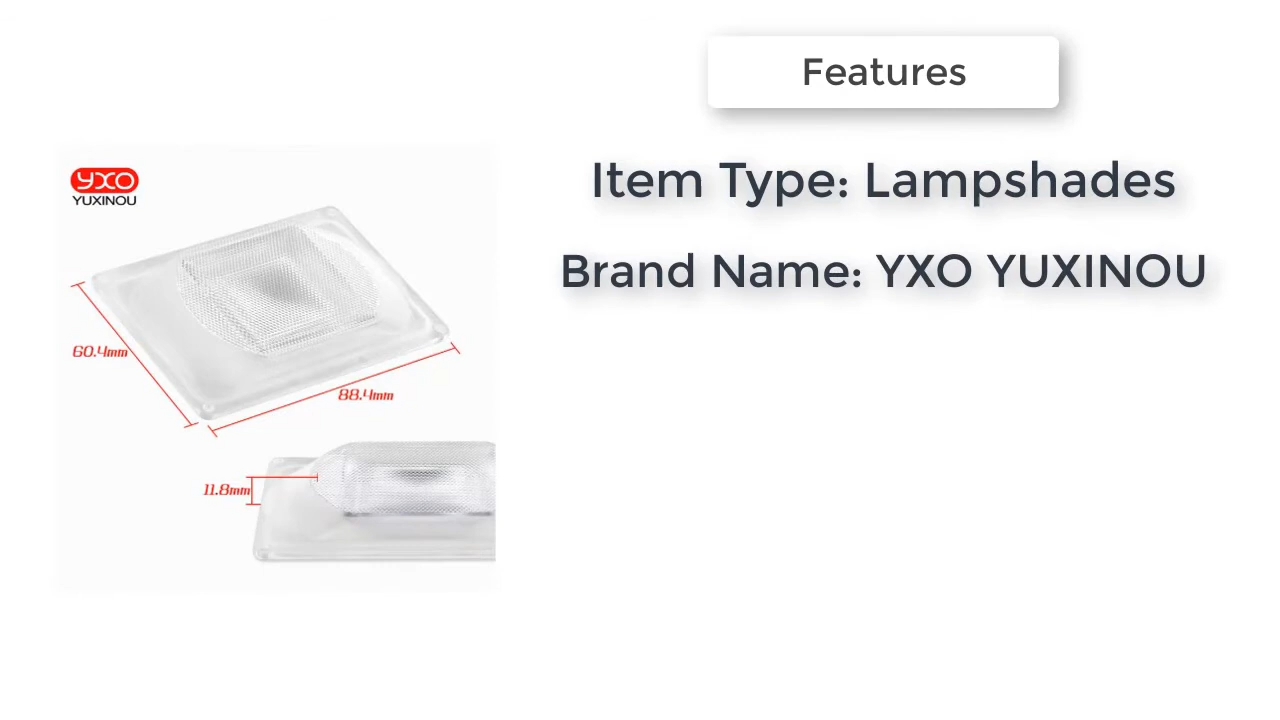 Features
Item Type: Lampshades
Brand Name: YXO YUXINOU
YXO
YUXINOU
60.4mm
88.4mm
11.8mm